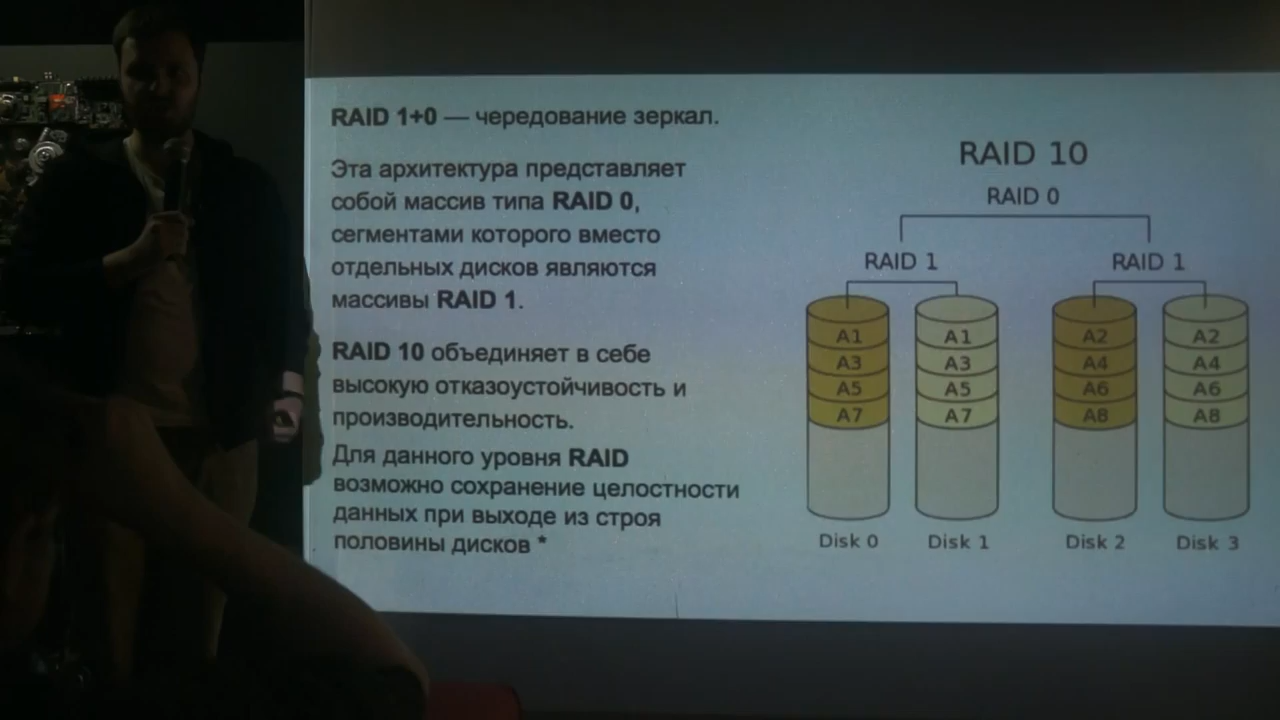 RAID 1+0 — чередование зеркал.
Эта архитектура представляет
собой массив типа RAID 0,
сегментами которого вместо
отдельных дисков являются
массивы RAID 1.
RAID 10 объединяет в себе
высокую отказоустойчивость и
производительность.
Для данного уровня RAID
возможно сохранение целостности
данных при выходе из строя
половины дисков *
RAID 10
RAID 0
RAID 1 RAID 1
A1 A1 A2 A2
A3 A3 A4 A4
A5 A5 A6 A6
A7 A7 A8 A8
Disk 0 Disk 1 Disk 2 Disk 3